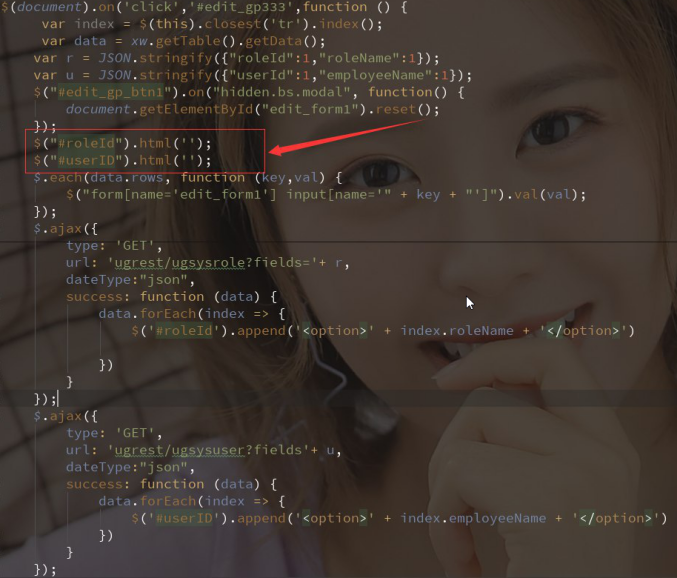 $(document).on('click','#edit_gp333',function () {
var index = $(this).closest('tr').index();
var data = xw.getTable().getData();
var r = JSON.stringify({"roleId":1,"roleName":1});
var u = JSON.stringify({"userId":1,"employeeName":1});
$("#edit_gp_btn1").on("hidden.bs.modal", function() {
document.getElementById("edit_form1").reset();
});
$("#roleId").html('');
$("#userID").html('');
$.each(data.rows, function (key,val) {
$("form[name='edit_form1'] input[name='" + key + "']").val(val);
});
$.ajax({
type: 'GET',
url: 'ugrest/ugsysrole?fields='+ r,
dateType:"json",
success: function (data) {
data.forEach(index => {
$('#roleId').append('<option>' + index.roleName + '</option>')
})
}
});
$.ajax({
type: 'GET',
url: 'ugrest/ugsysuser?fields'+ u,
dateType:"json",
success: function (data) {
data.forEach(index => {
$('#userID').append('<option>' + index.employeeName + '</option>')
})
}
});